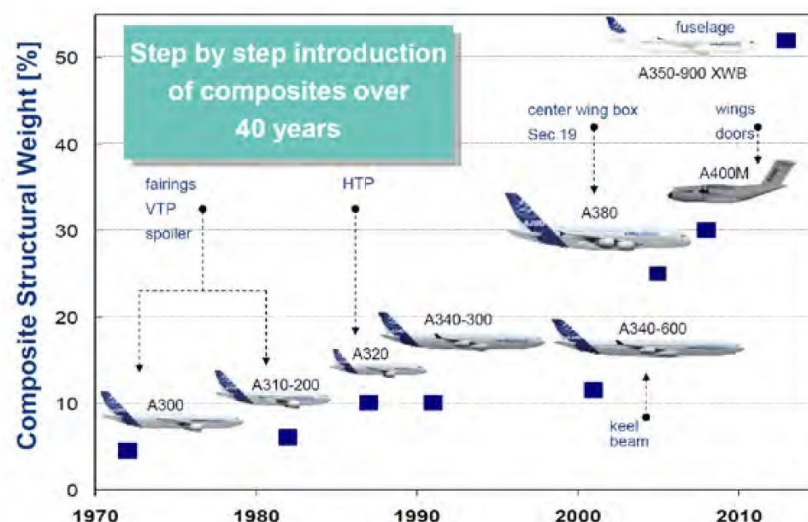 Step by step introduction
of composites over
40 years
Composite Structural Weight [%]
50
40
30
20
10
0
1970
1980
1990
2000
2010
fairings
VTP
spoiler
HTP
center wing box
Sec 19
wings
doors
fuselage
keel
beam
A300
A310-200
A320
A340-300
A340-600
A380
A400M
A350-900 XWB